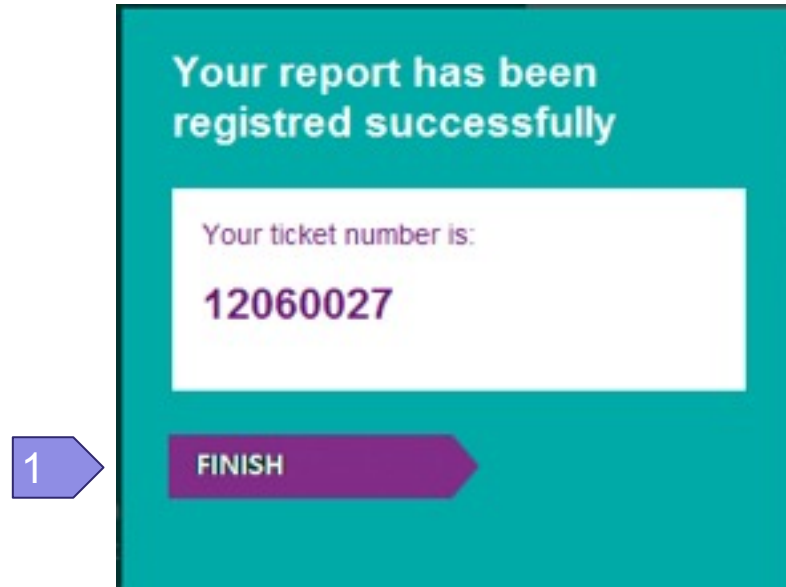 Your report has been
registred successfully
Your ticket number is:
12060027
1
FINISH